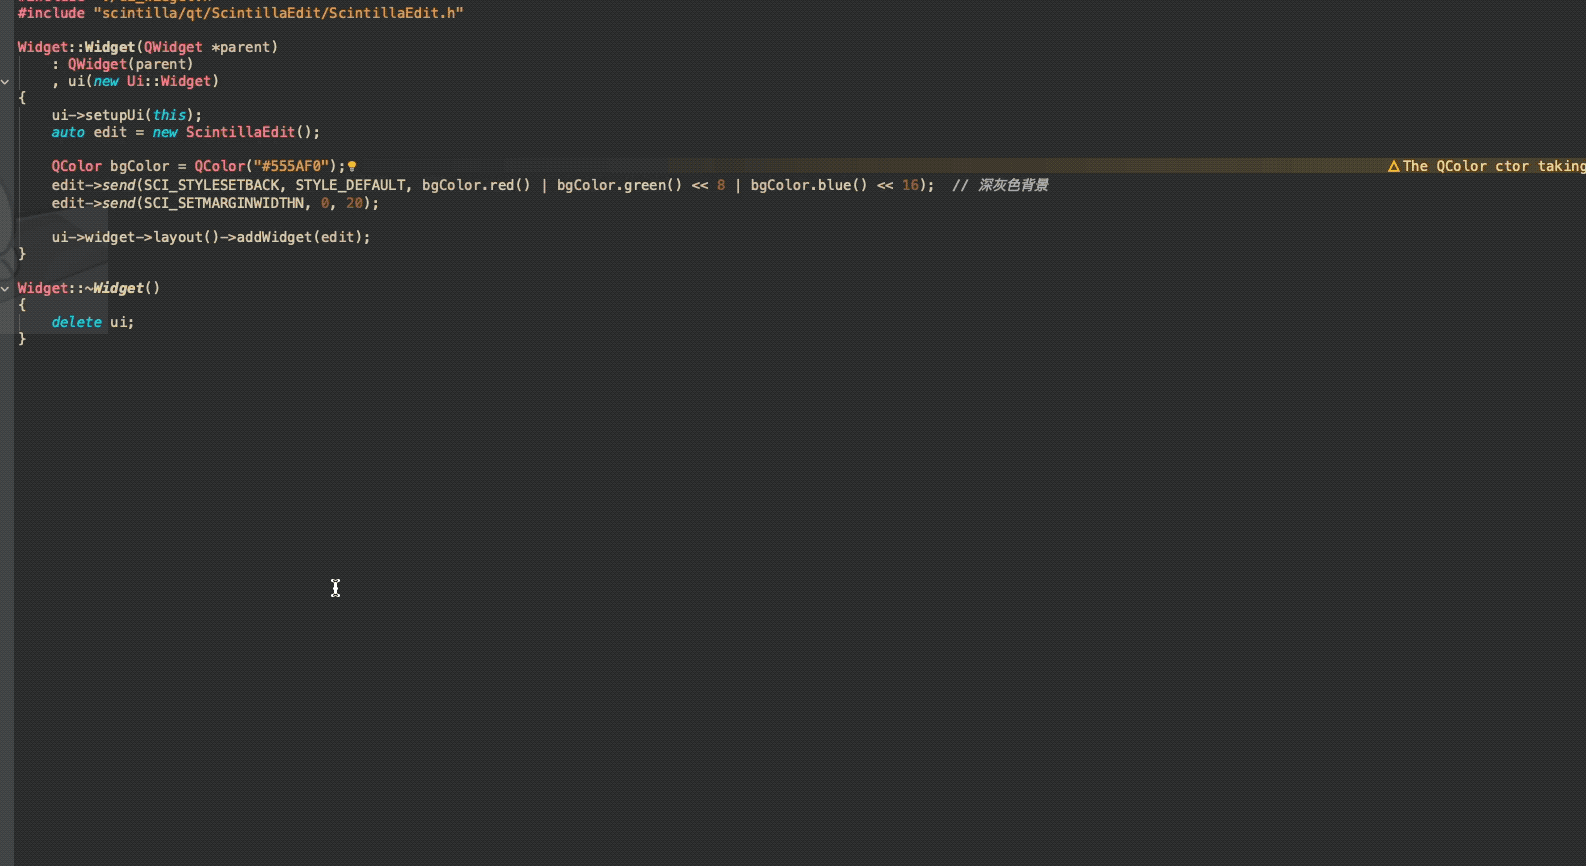 #include "scintilla/qt/ScintillaEdit/ScintillaEdit.h"
Widget::Widget(QWidget *parent)
: QWidget(parent)
, ui(new Ui::Widget)
{
ui->setupUi(this);
auto edit = new ScintillaEdit();
QColor bgColor = QColor("#555AF0"); The QColor ctor taking
edit->send(SCI_STYLESETBACK, STYLE_DEFAULT, bgColor.red() | bgColor.green() << 8 | bgColor.blue() << 16); // 深灰色背景
edit->send(SCI_SETMARGINWIDTHN, 0, 20);
ui->widget->layout()->addWidget(edit);
}
Widget::~Widget()
{
delete ui;
}